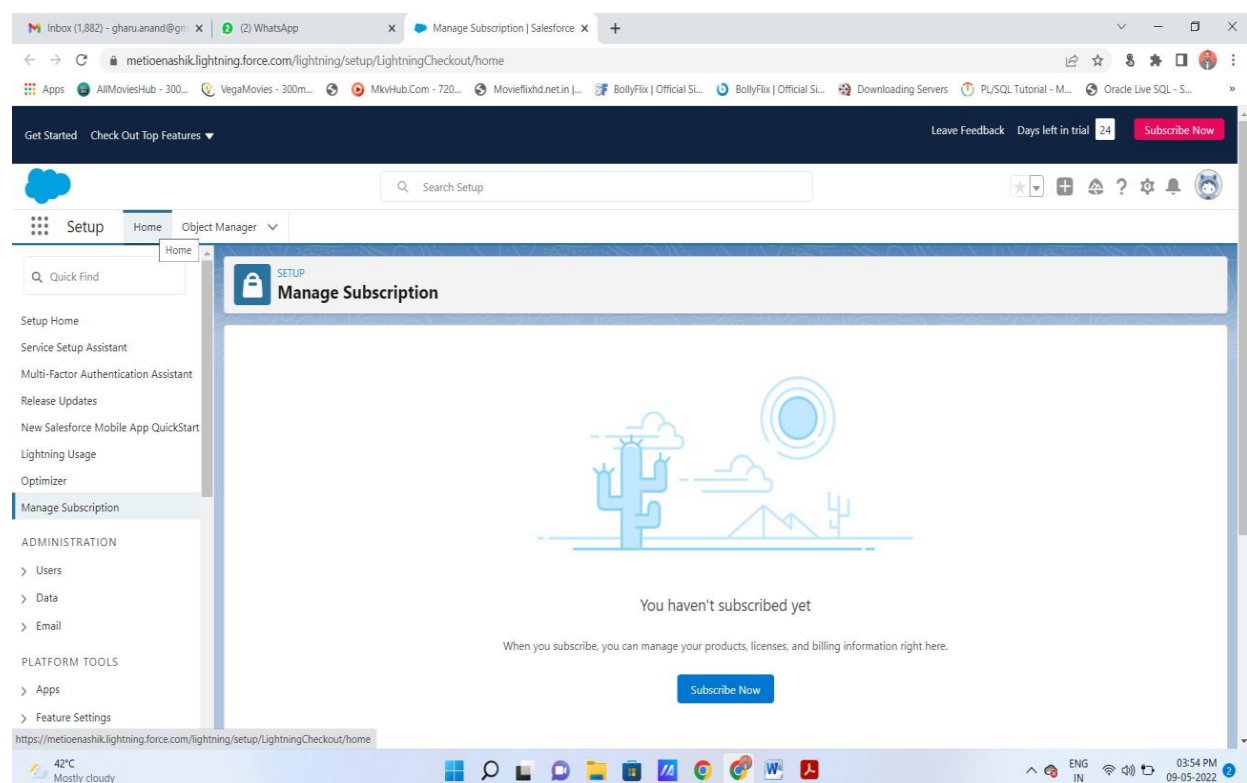 Inbox (1,882) - gharu.anand@gm
(2) WhatsApp
Manage Subscription | Salesforce
metioenashik.lightning.force.com/lightning/setup/LightningCheckout/home
Apps
AllMoviesHub - 300...
VegaMovies - 300m...
MkvHub.Com - 720...
Movieflixhd.net.in |...
BollyFlix | Official Si...
BollyFlix | Official Si...
Downloading Servers
PL/SQL Tutorial - M...
Oracle Live SQL - S...
»
Get Started
Check Out Top Features
Leave Feedback
Days left in trial
24
Subscribe Now
Search Setup
Setup
Home
Object Manager
Home
Quick Find
Setup Home
Service Setup Assistant
Multi-Factor Authentication Assistant
Release Updates
New Salesforce Mobile App QuickStart
Lightning Usage
Optimizer
Manage Subscription
ADMINISTRATION
Users
Data
Email
PLATFORM TOOLS
Apps
Feature Settings
SETUP
Manage Subscription
You haven't subscribed yet
When you subscribe, you can manage your products, licenses, and billing information right here.
Subscribe Now
https://metioenashik.lightning.force.com/lightning/setup/LightningCheckout/home
42°C
Mostly cloudy
ENG
IN
03:54 PM
09-05-2022
2